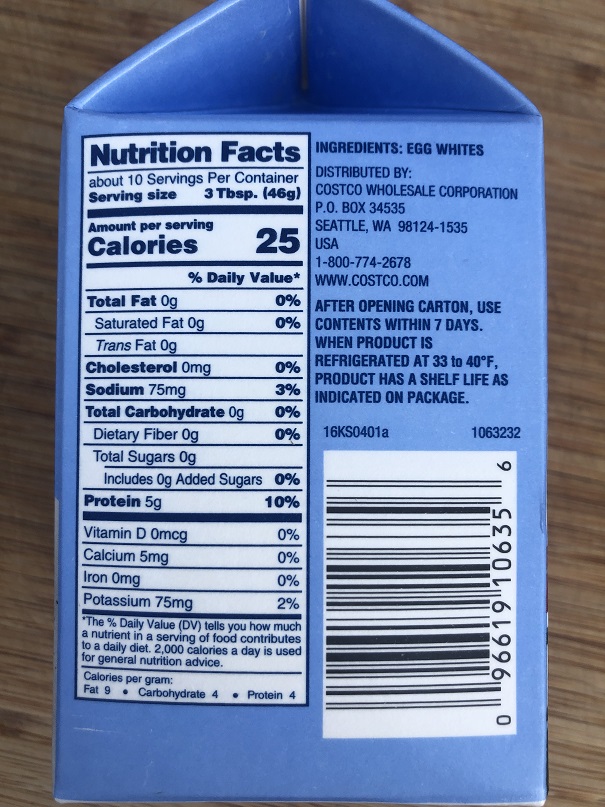 Nutrition Facts
about 10 Servings Per Container
Serving size 3 Tbsp. (46g)
Amount per serving
Calories 25
% Daily Value*
Total Fat 0g 0%
Saturated Fat 0g 0%
Trans Fat 0g
Cholesterol 0mg 0%
Sodium 75mg 3%
Total Carbohydrate 0g 0%
Dietary Fiber 0g 0%
Total Sugars 0g
Includes 0g Added Sugars 0%
Protein 5g 10%
Vitamin D 0mcg 0%
Calcium 5mg 0%
Iron 0mg 0%
Potassium 75mg 2%
*The % Daily Value (DV) tells you how much
a nutrient in a serving of food contributes
to a daily diet. 2,000 calories a day is used
for general nutrition advice.
Calories per gram:
Fat 9 • Carbohydrate 4 • Protein 4
INGREDIENTS: EGG WHITES
DISTRIBUTED BY:
COSTCO WHOLESALE CORPORATION
P.O. BOX 34535
SEATTLE, WA 98124-1535
USA
1-800-774-2678
WWW.COSTCO.COM
AFTER OPENING CARTON, USE
CONTENTS WITHIN 7 DAYS.
WHEN PRODUCT IS
REFRIGERATED AT 33 to 40°F,
PRODUCT HAS A SHELF LIFE AS
INDICATED ON PACKAGE.
16KS0401a 1063232
0 96619 10635 6